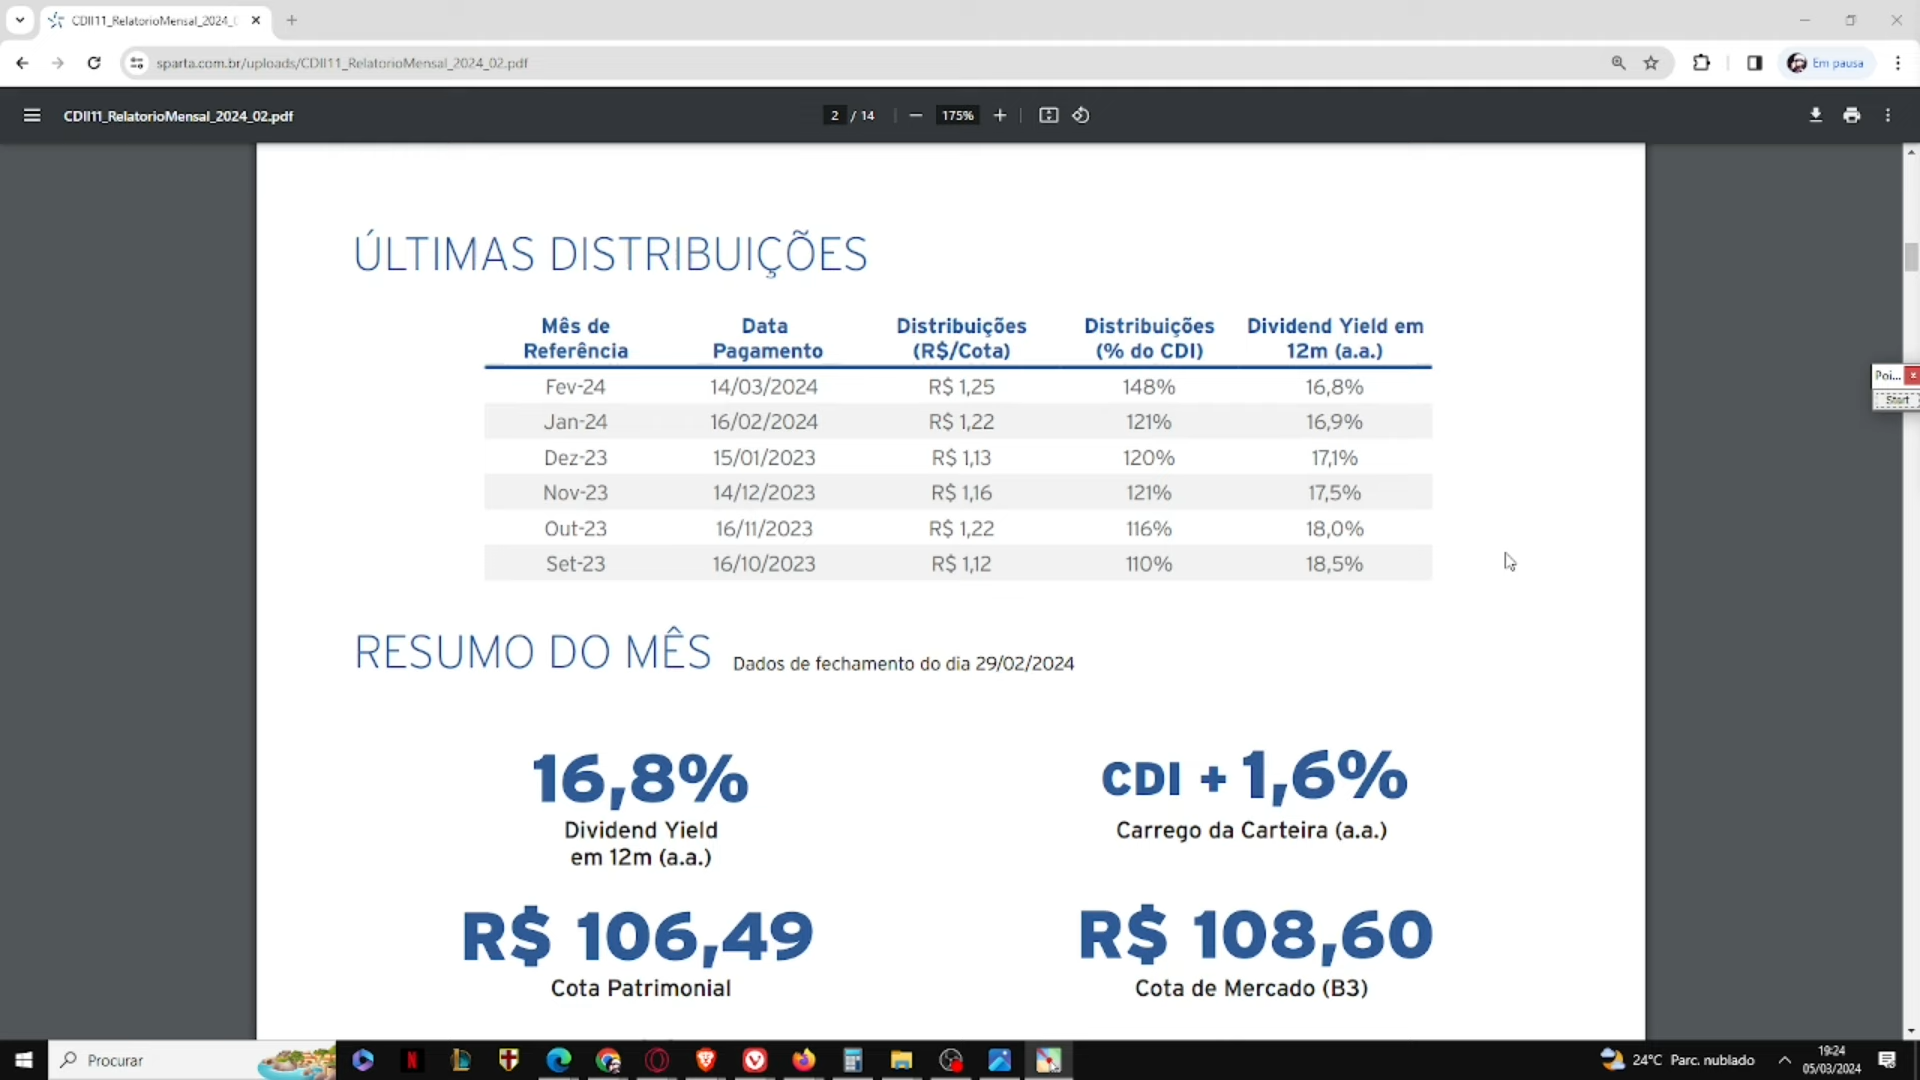 CDII11_RelatorioMensal_2024_
sparta.com.br/uploads/CDII11_RelatorioMensal_2024_02.pdf
Em pausa
CDII11_RelatorioMensal_2024_02.pdf
2 / 14
175%
ÚLTIMAS DISTRIBUIÇÕES
Mês de Referência Data Pagamento Distribuições (R$/Cota) Distribuições (% do CDI) Dividend Yield em 12m (a.a.)
Fev-24 14/03/2024 R$ 1,25 148% 16,8%
Jan-24 16/02/2024 R$ 1,22 121% 16,9%
Dez-23 15/01/2023 R$ 1,13 120% 17,1%
Nov-23 14/12/2023 R$ 1,16 121% 17,5%
Out-23 16/11/2023 R$ 1,22 116% 18,0%
Set-23 16/10/2023 R$ 1,12 110% 18,5%
Poi...
Start
RESUMO DO MÊS Dados de fechamento do dia 29/02/2024
16,8%
Dividend Yield
em 12m (a.a.)
CDI + 1,6%
Carrego da Carteira (a.a.)
R$ 106,49
Cota Patrimonial
R$ 108,60
Cota de Mercado (B3)
Procurar
24°C Parc. nublado
19:24
05/03/2024